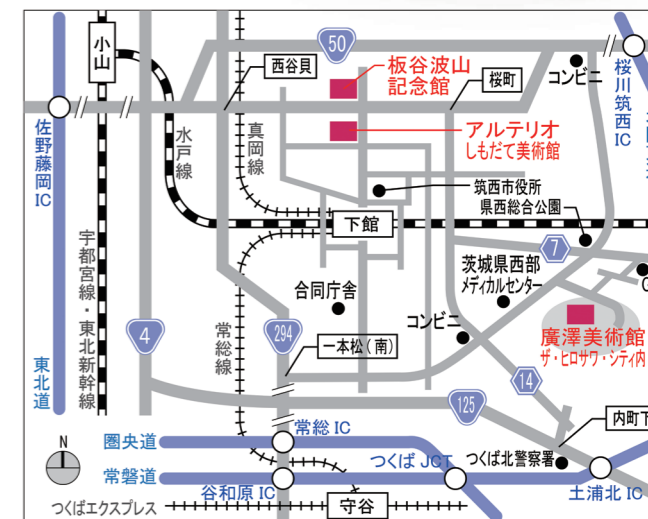 50
小山
西谷貝
板谷波山
記念館
桜町
コンビニ
桜川筑西IC
佐野藤岡IC
水戸線
真岡線
アルテリオ
しもだて美術館
筑西市役所
県西総合公園
下館
7
宇都宮線・東北新幹線
茨城県西部
メディカルセンター
合同庁舎
コンビニ
廣澤美術館
ザ・ヒロサワ・シティ内
4
294
常総線
一本松(南)
東北道
14
125
内町下
N
圏央道
常総IC
常磐道
つくばJCT
つくば北警察署
谷和原IC
土浦北IC
つくばエクスプレス
守谷